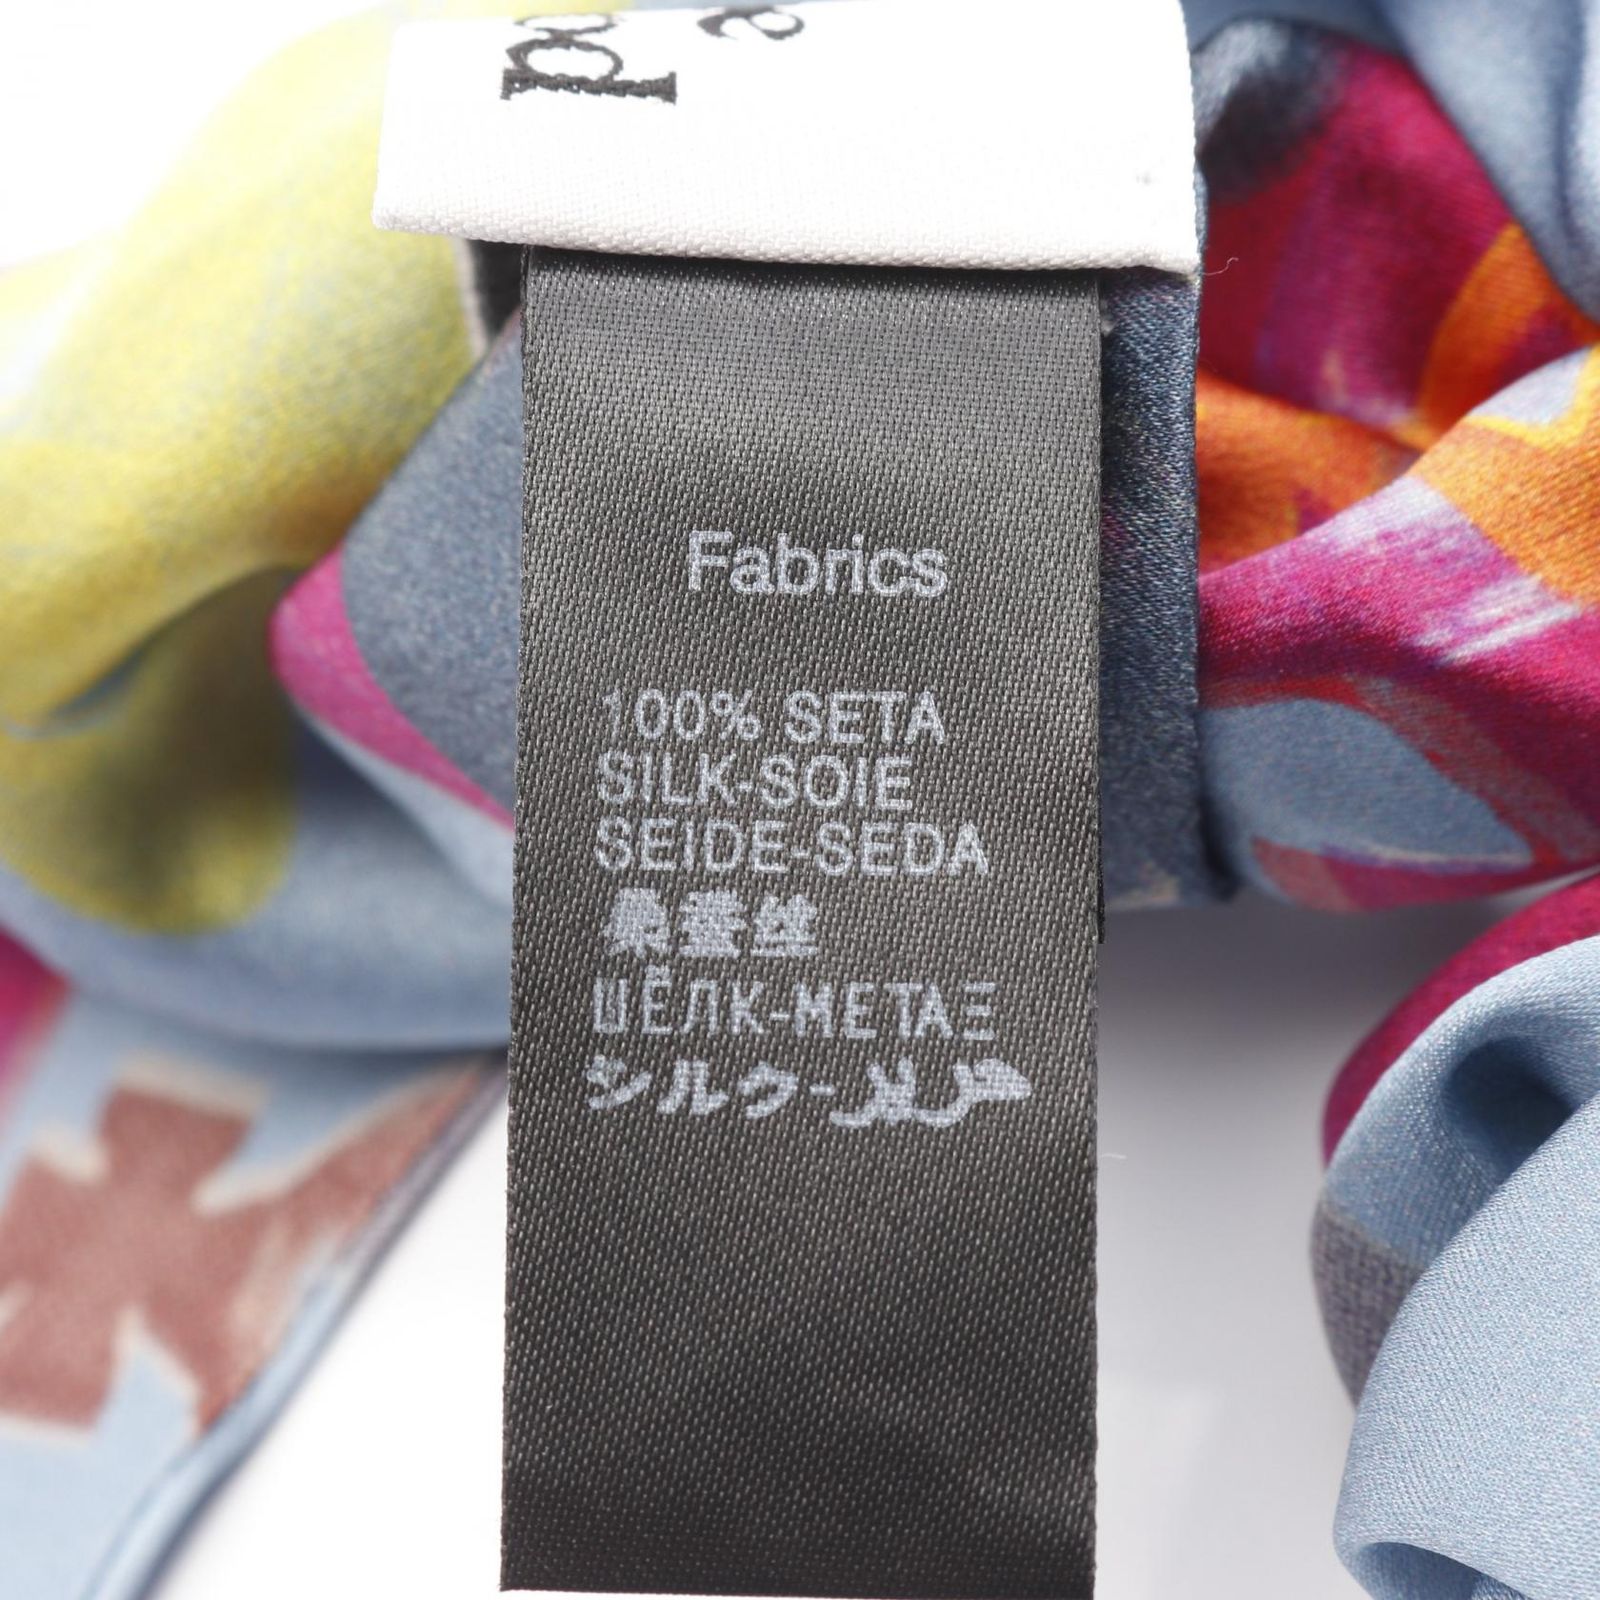 Fabrics
100% SETA
SILK-SOIE
SEIDE-SEDA
桑蚕丝
ШЁЛК-ΜΕΤΑΞ
シルク-حرير